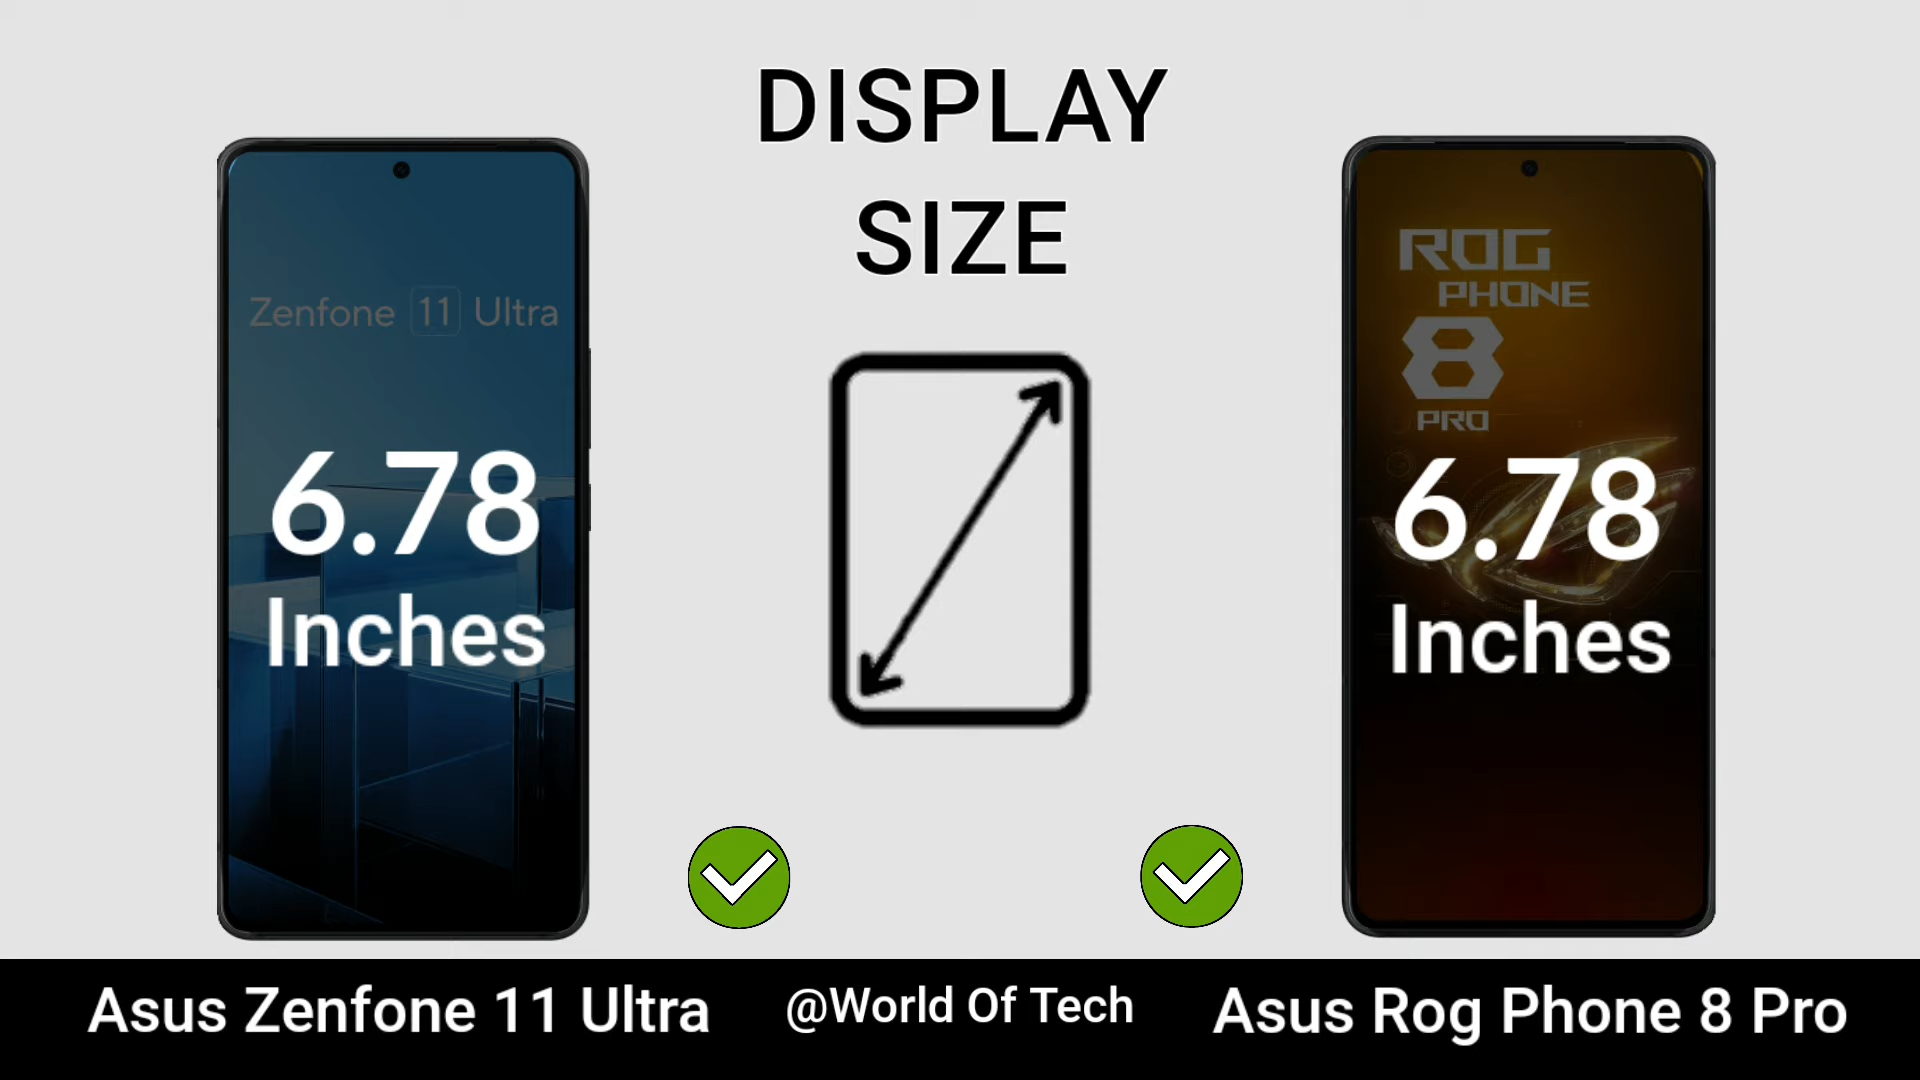 DISPLAY
SIZE
Zenfone 11 Ultra
6.78
Inches
ROG
PHONE
8
PRO
6.78
Inches
Asus Zenfone 11 Ultra
@World Of Tech
Asus Rog Phone 8 Pro